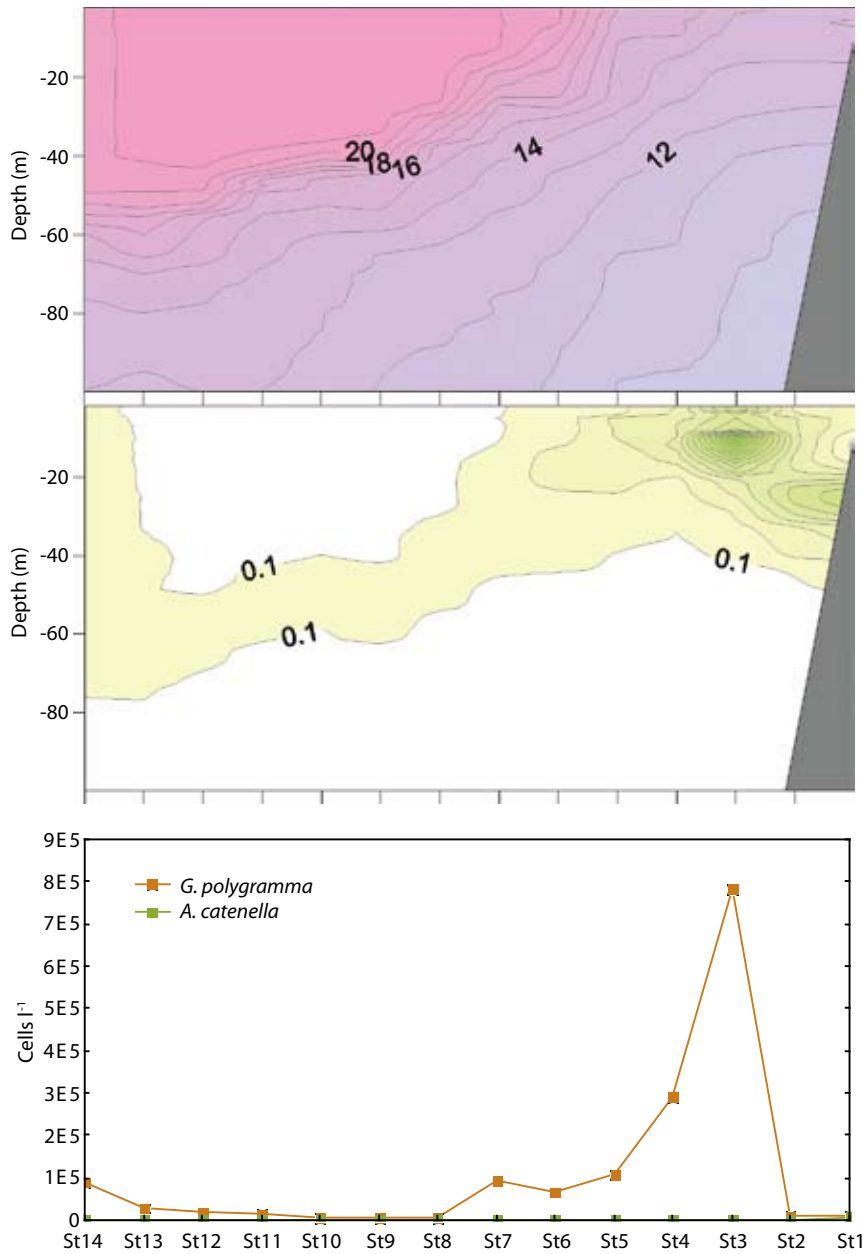 -20
-40
-60
-80
Depth (m)
20
18
16
14
12
-20
-40
-60
-80
Depth (m)
0.1
0.1
0.1
9E5
8E5
7E5
6E5
5E5
4E5
3E5
2E5
1E5
0
Cells l⁻¹
G. polygramma
A. catenella
St14 St13 St12 St11 St10 St9 St8 St7 St6 St5 St4 St3 St2 St1